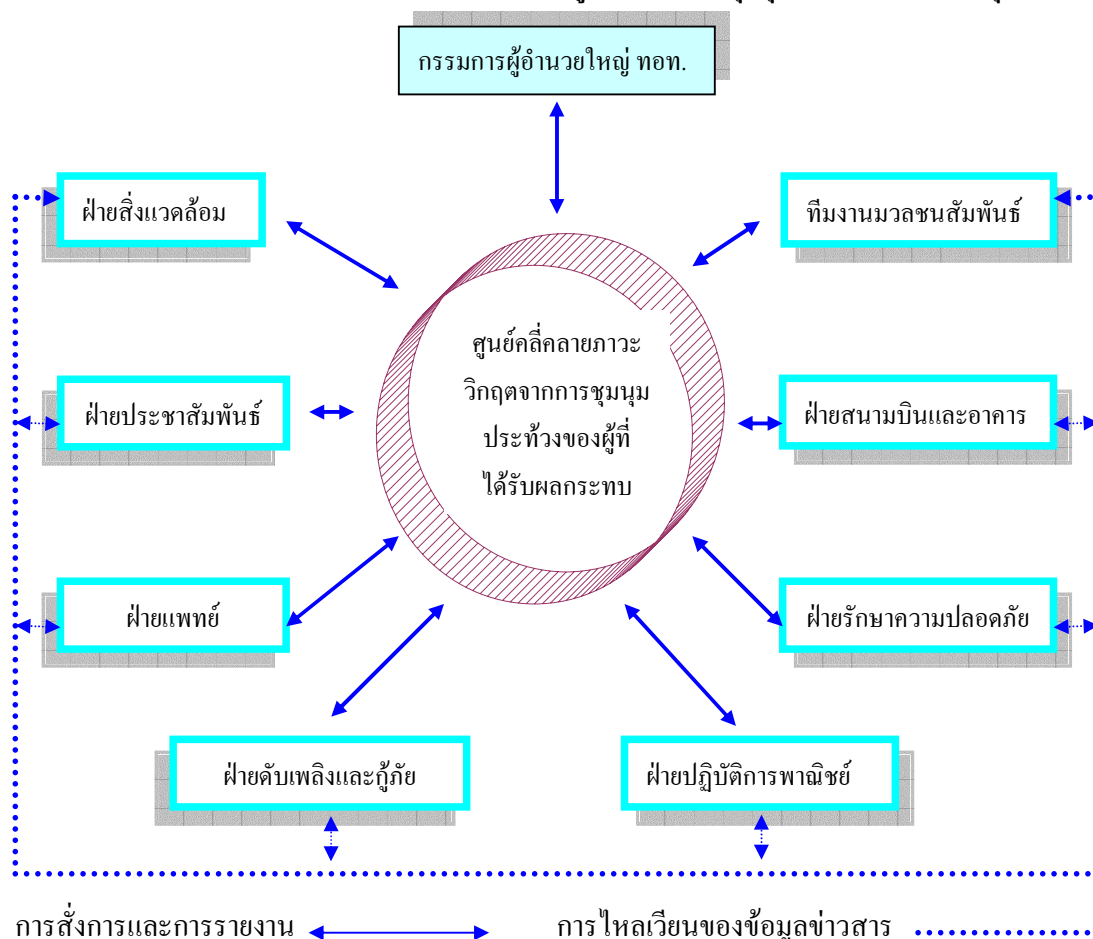 กรรมการผู้อำนวยใหญ่ ทอท.
ฝ่ายสิ่งแวดล้อม
ทีมงานมวลชนสัมพันธ์
ศูนย์คลี่คลายภาวะ
วิกฤตจากการชุมนุม
ประท้วงของผู้ที่
ได้รับผลกระทบ
ฝ่ายประชาสัมพันธ์
ฝ่ายสนามบินและอาคาร
ฝ่ายแพทย์
ฝ่ายรักษาความปลอดภัย
ฝ่ายดับเพลิงและกู้ภัย
ฝ่ายปฏิบัติการพาณิชย์
การสั่งการและการรายงาน
การไหลเวียนของข้อมูลข่าวสาร